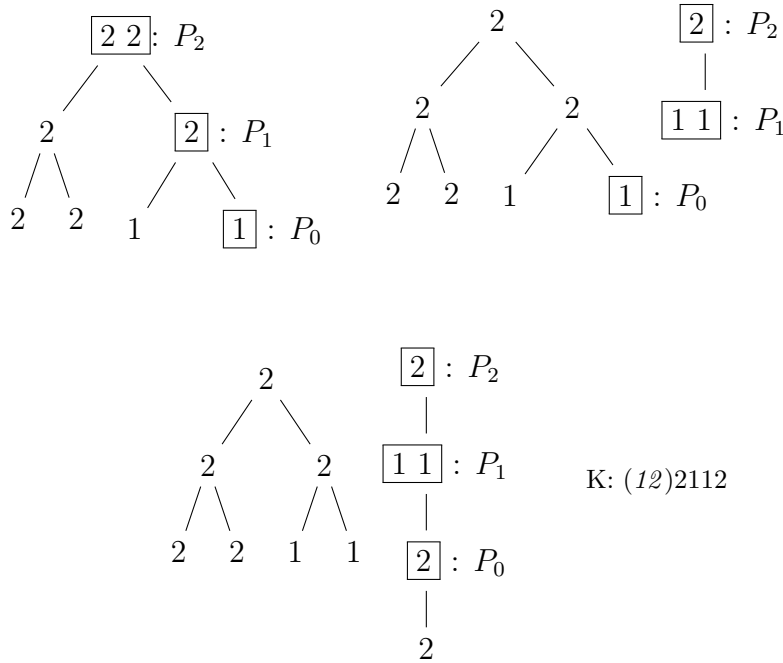 2 2 : P₂
2 2 : P₁
2 2 1 1 : P₀
2 2 : P₂
2 2 1 1 : P₁
2 2 1 1 : P₀
2 2 : P₂
2 2 1 1 : P₁
2 2 1 1 2 : P₀
2
K: (12)2112